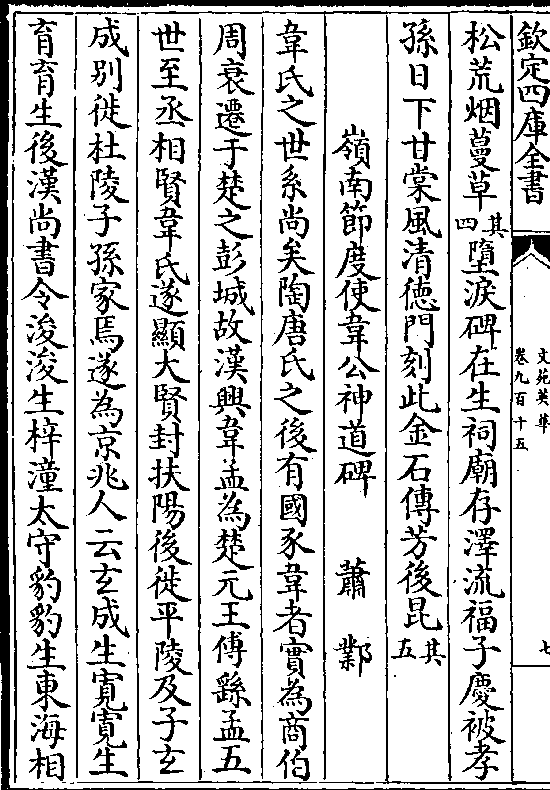 欽定四庫全書
文苑英華
卷九百十五
七
松荒烟蔓草其四墮淚碑在生祠廟存澤流福子慶被孝
孫日下甘棠風清德門刻此金石傳芳後昆其五
嶺南節度使韋公神道碑 蕭鄴
韋氏之世系尚矣陶唐氏之後有國豕韋者實為商伯
周衰遷于楚之彭城故漢興韋孟為楚元王傅繇孟五
世至丞相賢韋氏遂顯大賢封扶陽後徙平陵及子玄
成别徙杜陵子孫家焉遂為京兆人云玄成生寛寛生
育育生後漢尚書令浚浚生梓潼太守豹豹生東海相